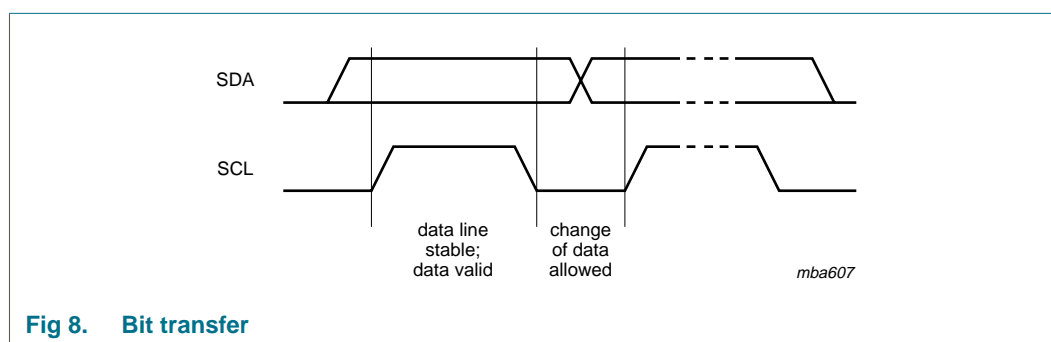 SDA
SCL
data line
stable;
data valid
change
of data
allowed
mba607
Fig 8. Bit transfer